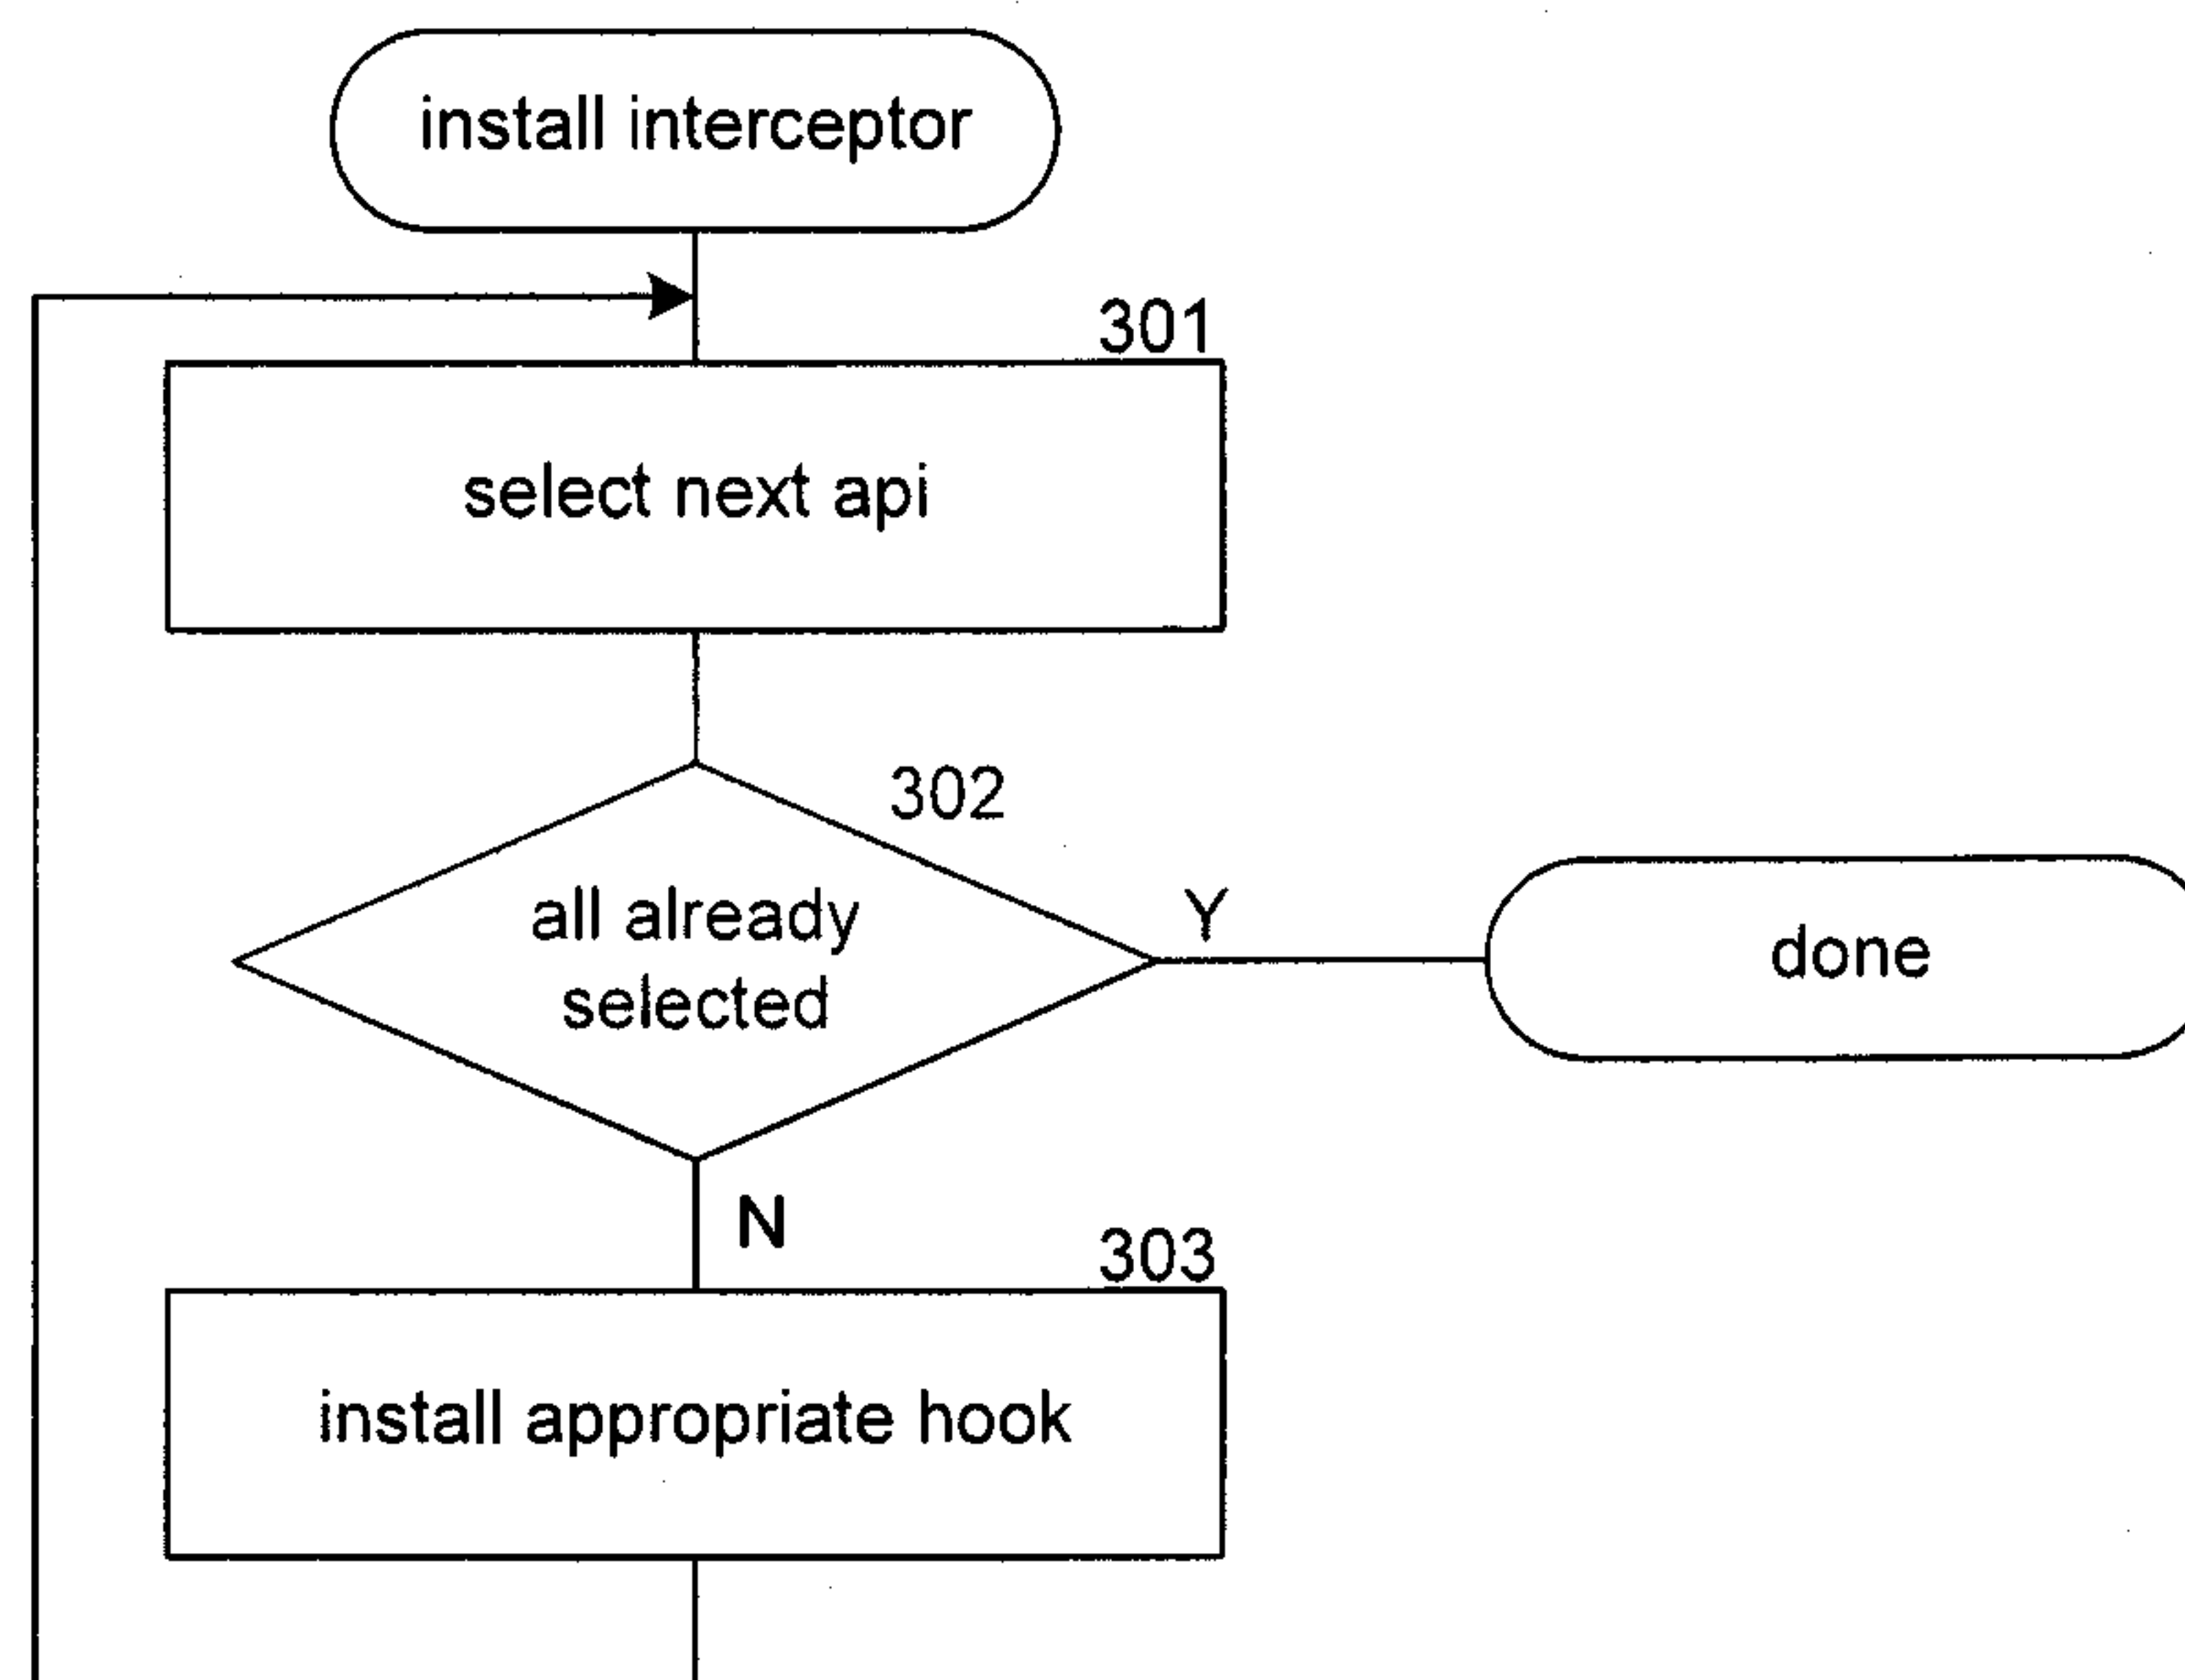 install interceptor
301
select next api
302
all already
selected
Y
done
N
303
install appropriate hook